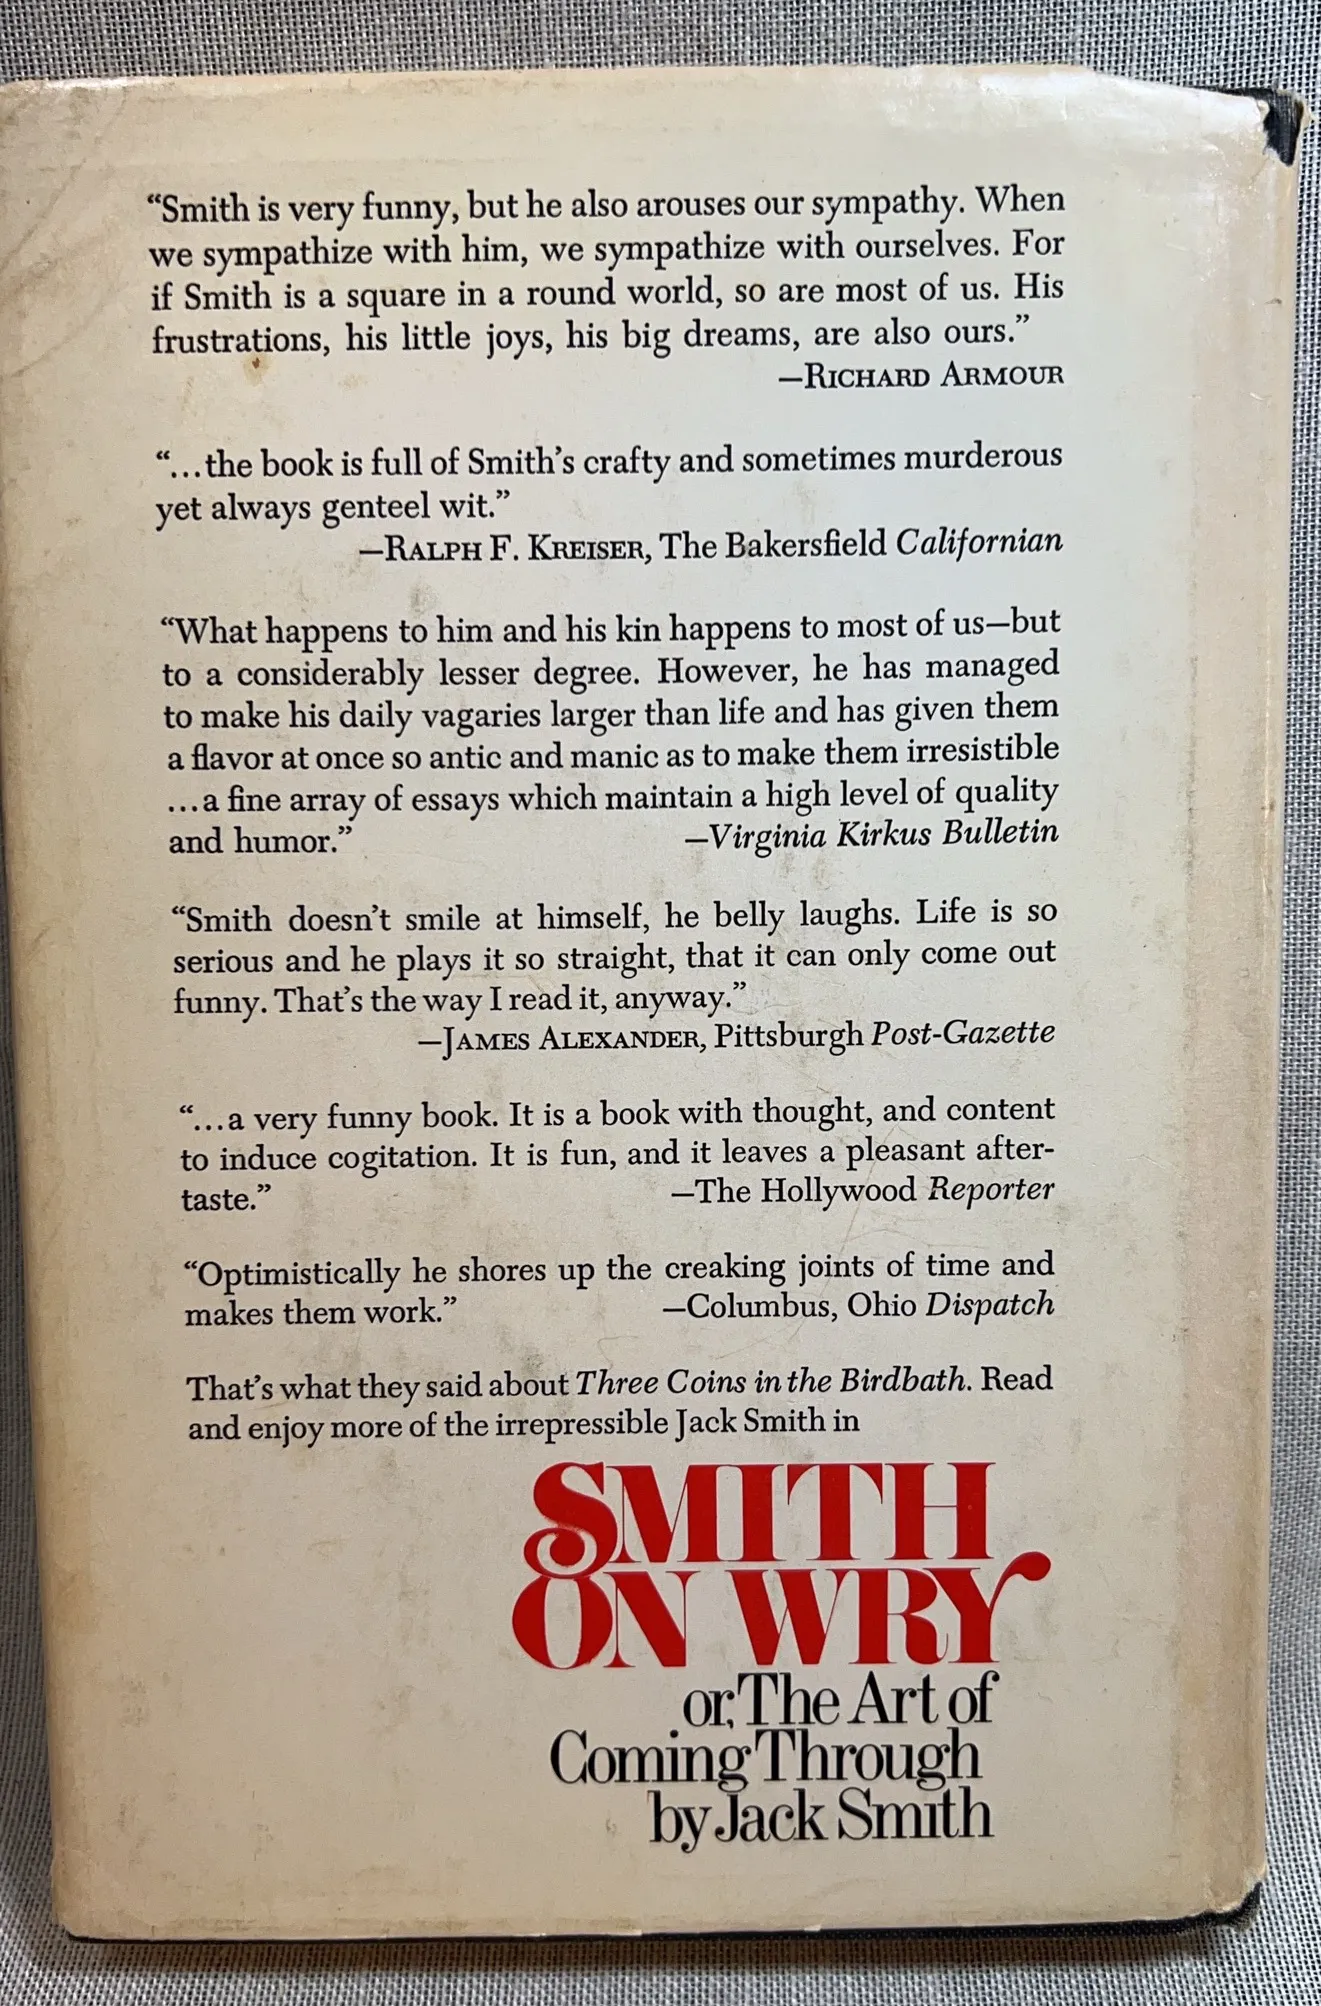 “Smith is very funny, but he also arouses our sympathy. When
we sympathize with him, we sympathize with ourselves. For
if Smith is a square in a round world, so are most of us. His
frustrations, his little joys, his big dreams, are also ours.”
—RICHARD ARMOUR
“...the book is full of Smith’s crafty and sometimes murderous
yet always genteel wit.”
—RALPH F. KREISER, The Bakersfield Californian
“What happens to him and his kin happens to most of us—but
to a considerably lesser degree. However, he has managed
to make his daily vagaries larger than life and has given them
a flavor at once so antic and manic as to make them irresistible
...a fine array of essays which maintain a high level of quality
and humor.” —Virginia Kirkus Bulletin
“Smith doesn’t smile at himself, he belly laughs. Life is so
serious and he plays it so straight, that it can only come out
funny. That’s the way I read it, anyway.”
—JAMES ALEXANDER, Pittsburgh Post-Gazette
“...a very funny book. It is a book with thought, and content
to induce cogitation. It is fun, and it leaves a pleasant after-
taste.” —The Hollywood Reporter
“Optimistically he shores up the creaking joints of time and
makes them work.” —Columbus, Ohio Dispatch
That’s what they said about Three Coins in the Birdbath. Read
and enjoy more of the irrepressible Jack Smith in
SMITH
ON WRY
or, The Art of
Coming Through
by Jack Smith